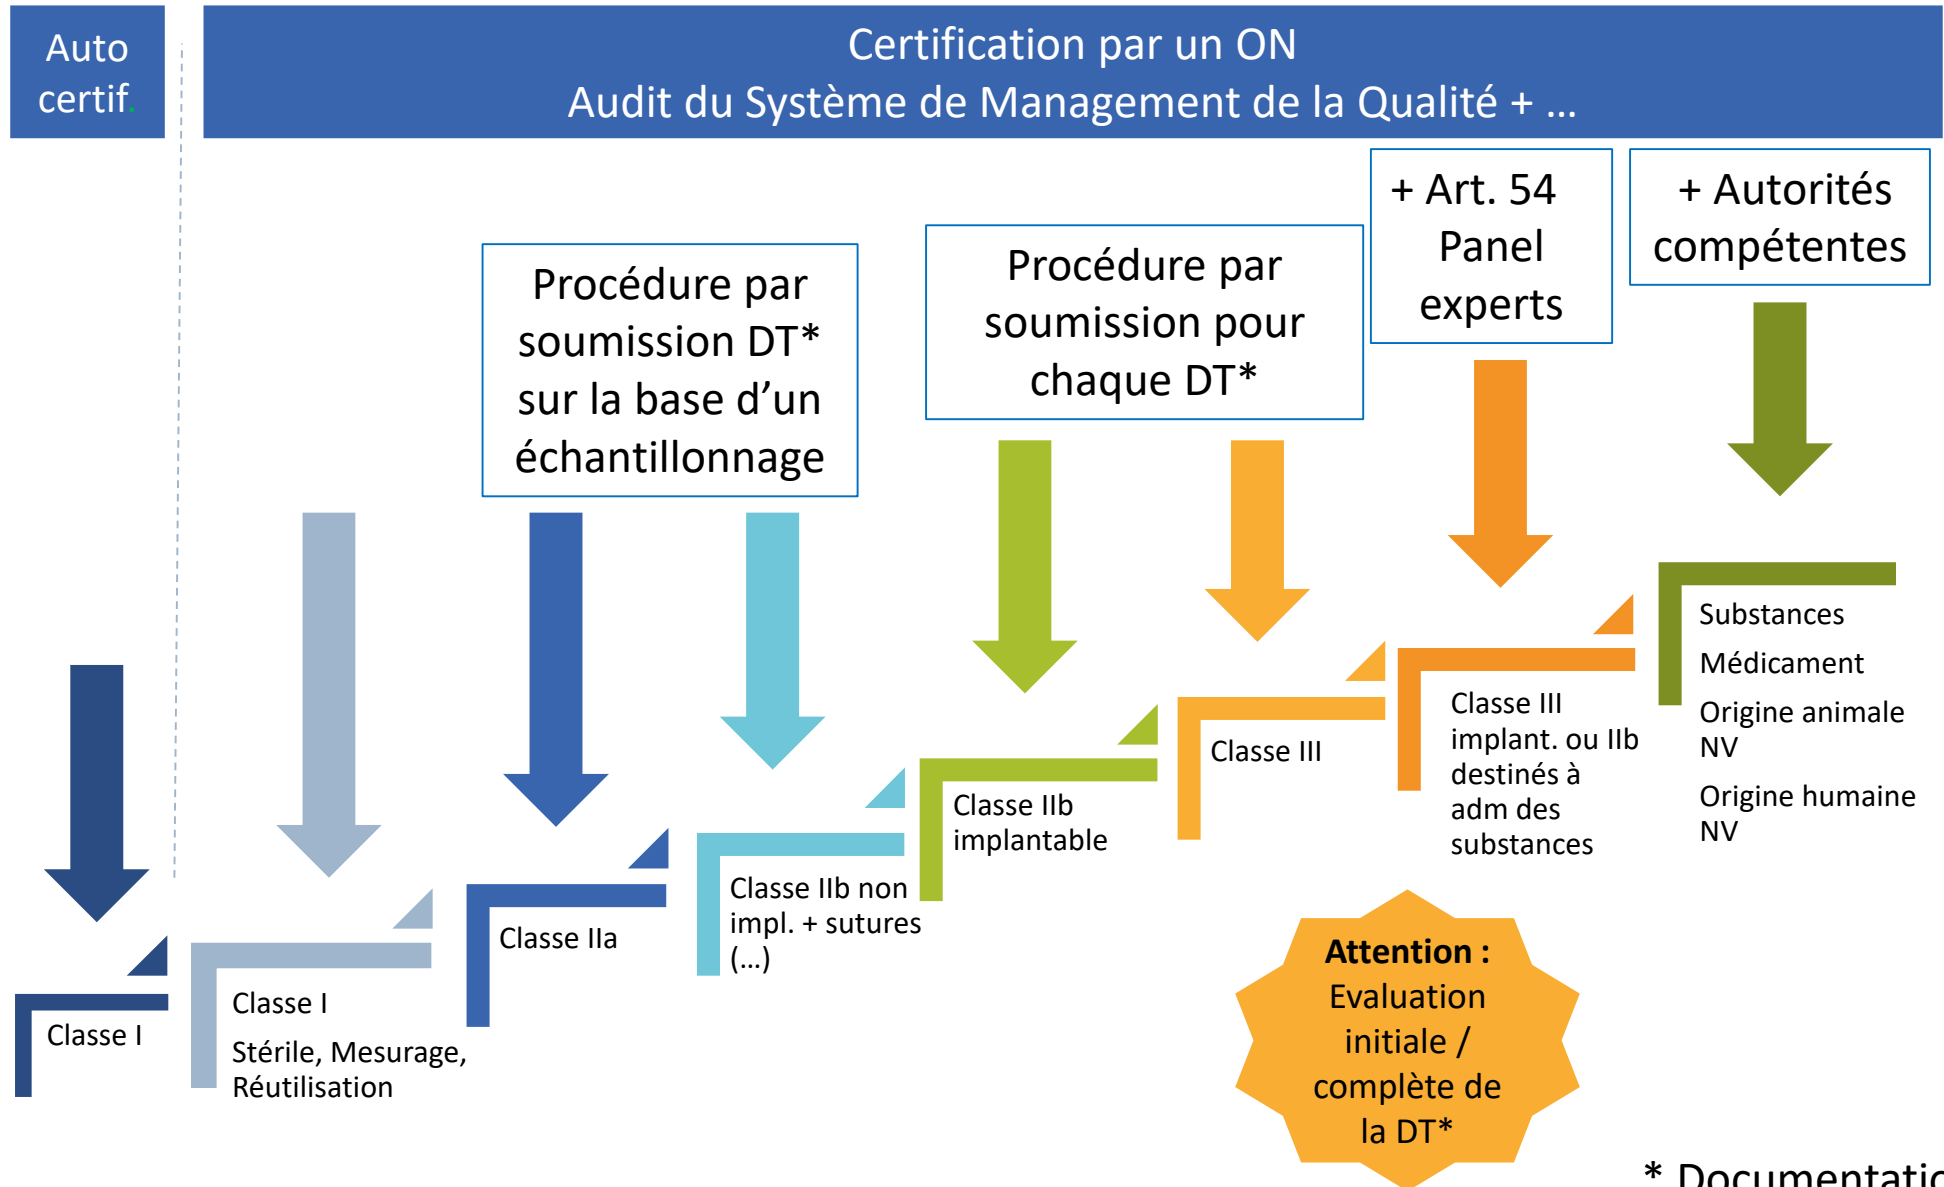 Auto
certif.
Certification par un ON
Audit du Système de Management de la Qualité + ...
Procédure par
soumission DT*
sur la base d’un
échantillonnage
Procédure par
soumission pour
chaque DT*
+ Art. 54
Panel
experts
+ Autorités
compétentes
Classe I
Classe I
Stérile, Mesurage,
Réutilisation
Classe IIa
Classe IIb non
impl. + sutures
(...)
Classe IIb
implantable
Classe III
Classe III
implant. ou IIb
destinés à
adm des
substances
Substances
Médicament
Origine animale
NV
Origine humaine
NV
Attention :
Evaluation
initiale /
complète de
la DT*
* Documentatio